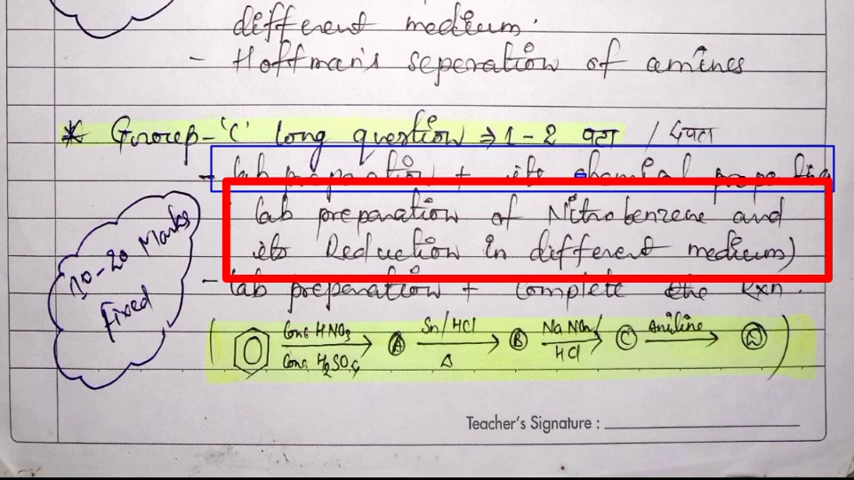 different medium.
- Hoffman's seperation of amines
* Group-'C' long question ⇒ 1-2 वटा / 2 वटा
- lab preparation + its chemical properties
lab preparation of Nitrobenzene and
its Reduction in different medium)
- lab preparation + complete the Rxn.
10-20 Marks
fixed
( Conc HNO₃ / Conc H₂SO₄ → A Sn/HCl / Δ → B NaNO₂/ HCl → C Aniline → D )
Teacher's Signature :